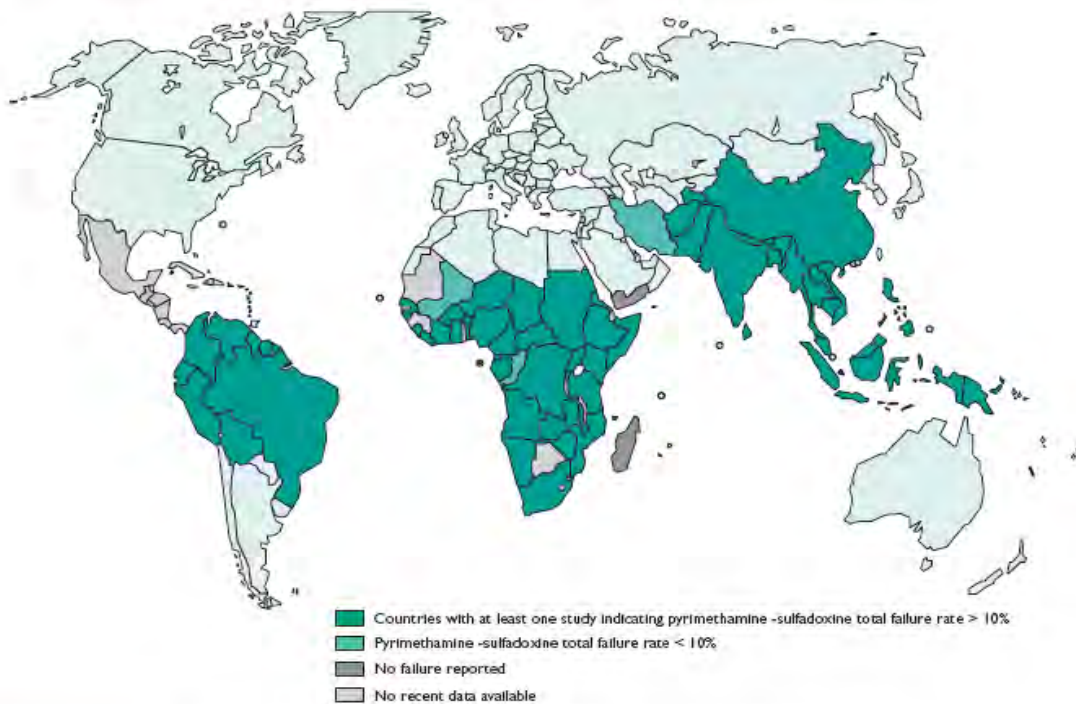 Countries with at least one study indicating pyrimethamine -sulfadoxine total failure rate > 10%
Pyrimethamine -sulfadoxine total failure rate < 10%
No failure reported
No recent data available